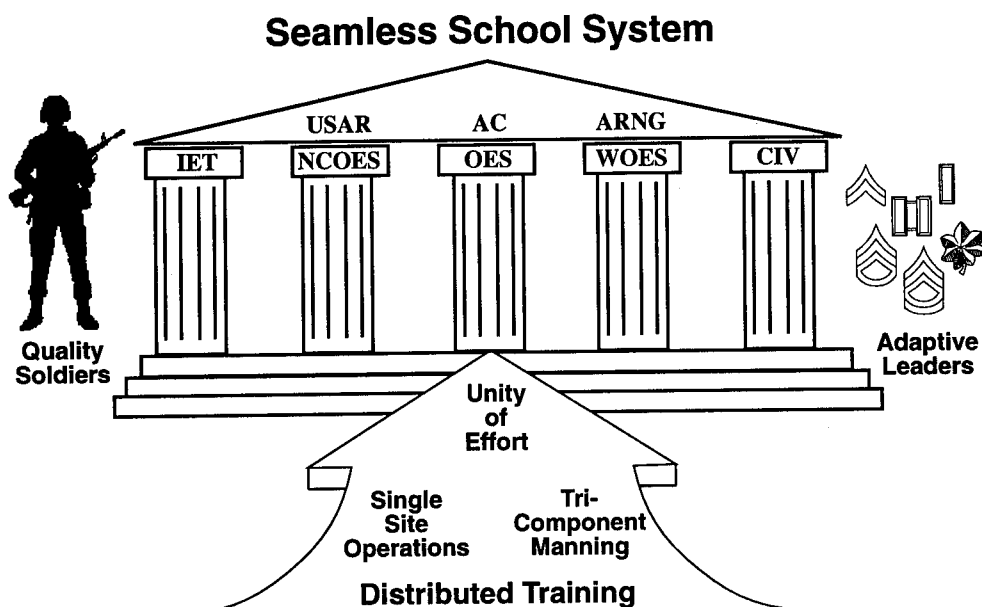 Seamless School System
USAR AC ARNG
IET NCOES OES WOES CIV
Quality
Soldiers
Adaptive
Leaders
Unity
of
Effort
Single
Site
Operations
Tri-
Component
Manning
Distributed Training